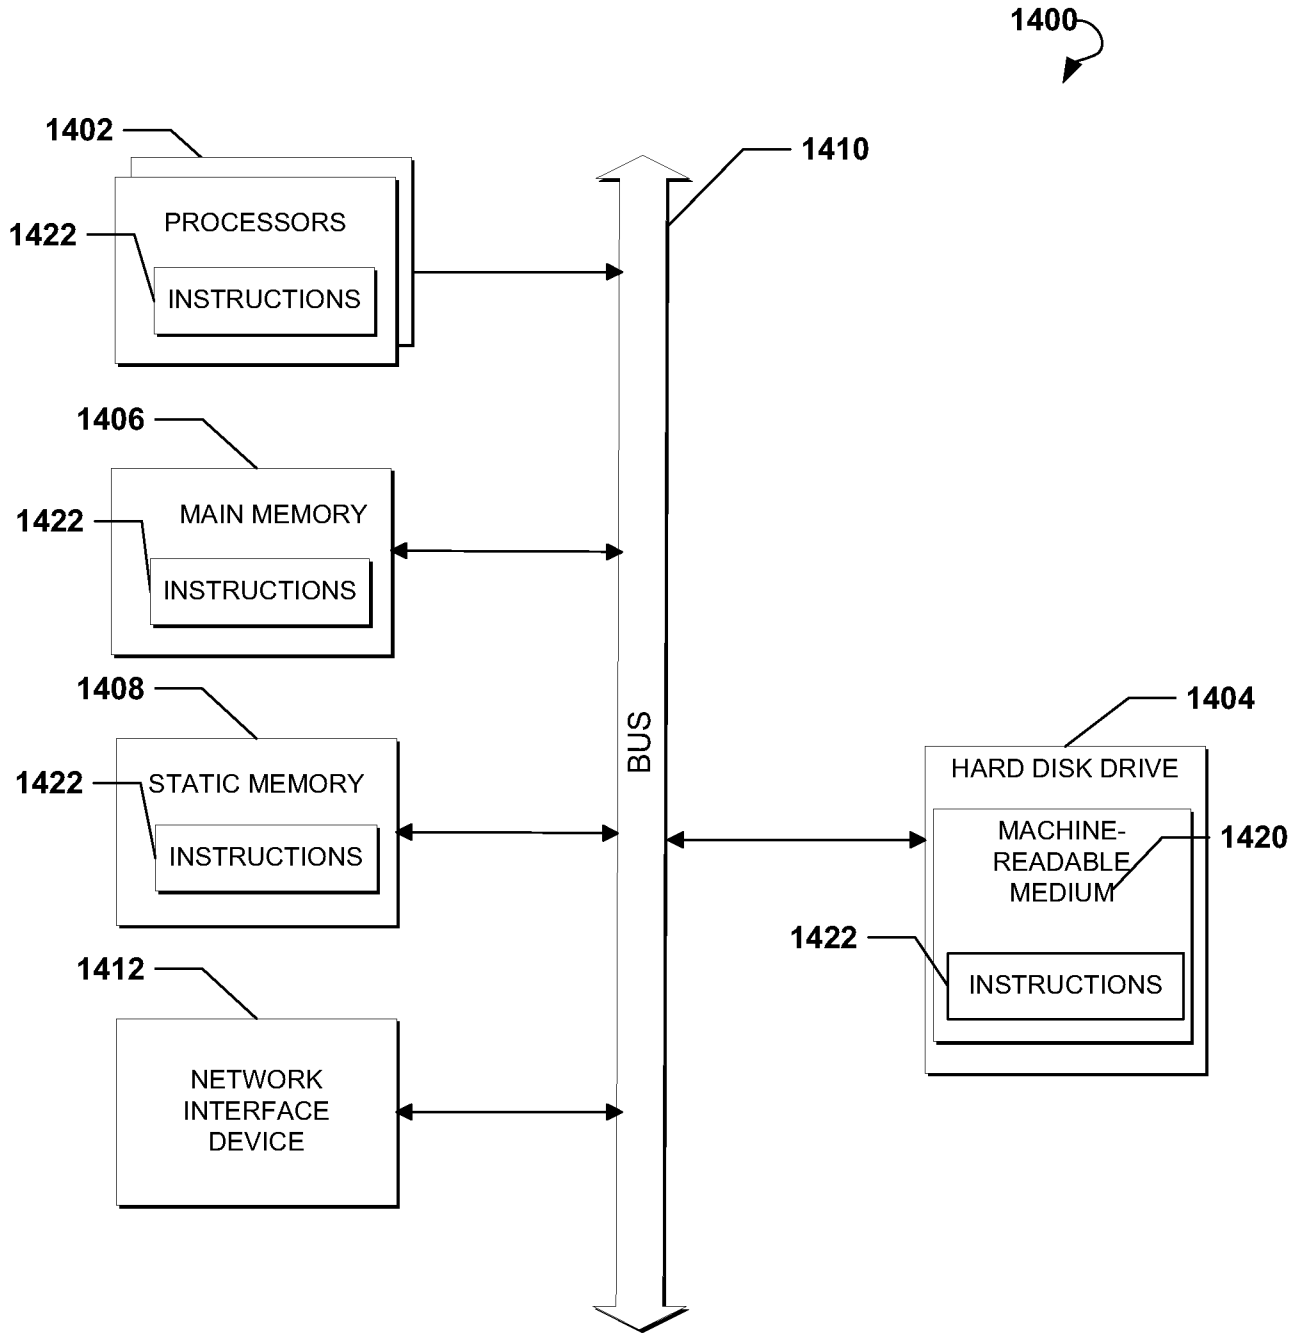 1400
1402
1410
PROCESSORS
1422
INSTRUCTIONS
1406
MAIN MEMORY
1422
INSTRUCTIONS
1408
STATIC MEMORY
1422
INSTRUCTIONS
1412
NETWORK
INTERFACE
DEVICE
BUS
1404
HARD DISK DRIVE
MACHINE-
READABLE
MEDIUM
1420
1422
INSTRUCTIONS